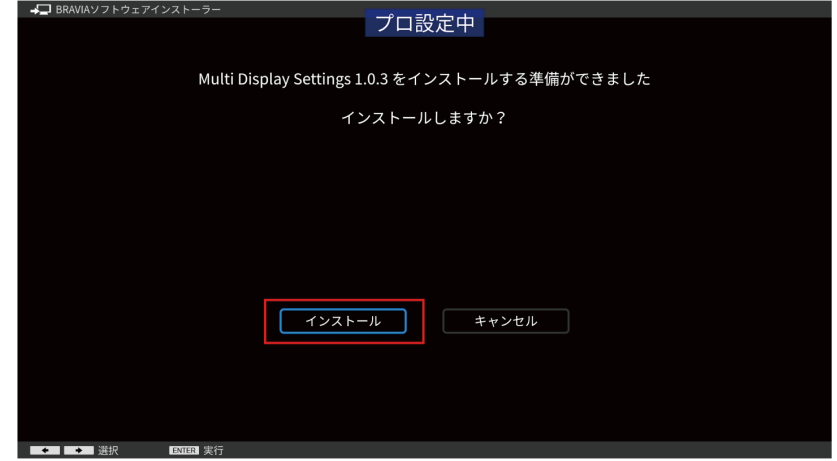 BRAVIAソフトウェアインストーラー
プロ設定中
Multi Display Settings 1.0.3 をインストールする準備ができました
インストールしますか？
インストール
キャンセル
選択
ENTER 実行